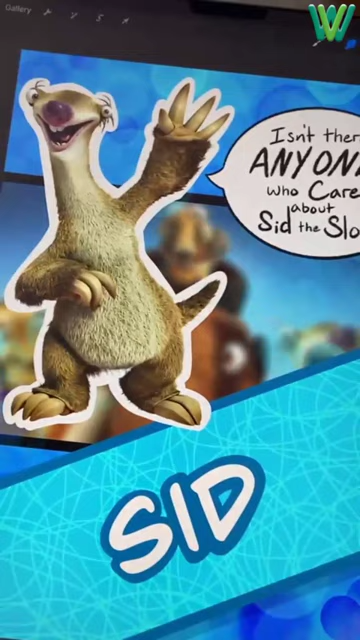 Gallery
W
Isn't ther
ANYON
who Care
about
Sid the Slo
SID